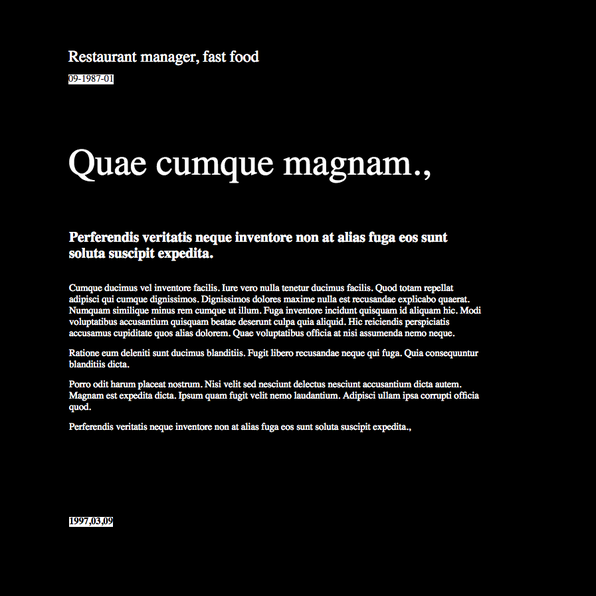 Restaurant manager, fast food
09-1987-01
Quae cumque magnam.,
Perferendis veritatis neque inventore non at alias fuga eos sunt
soluta suscipit expedita.
Cumque ducimus vel inventore facilis. Iure vero nulla tenetur ducimus facilis. Quod totam repellat
adipisci qui cumque dignissimos. Dignissimos dolores maxime nulla est recusandae explicabo quaerat.
Numquam similique minus rem cumque ut illum. Fuga inventore incidunt quisquam id aliquam hic. Modi
voluptatibus accusantium quisquam beatae deserunt culpa quia aliquid. Hic reiciendis perspiciatis
accusamus cupiditate quos alias dolorem. Quae voluptatibus officia at nisi assumenda nemo neque.
Ratione eum deleniti sunt ducimus blanditiis. Fugit libero recusandae neque qui fuga. Quia consequuntur
blanditiis dicta.
Porro odit harum placeat nostrum. Nisi velit sed nesciunt delectus nesciunt accusantium dicta autem.
Magnam est expedita dicta. Ipsum quam fugit velit nemo laudantium. Adipisci ullam ipsa corrupti officia
quod.
Perferendis veritatis neque inventore non at alias fuga eos sunt soluta suscipit expedita.,
1997,03,09